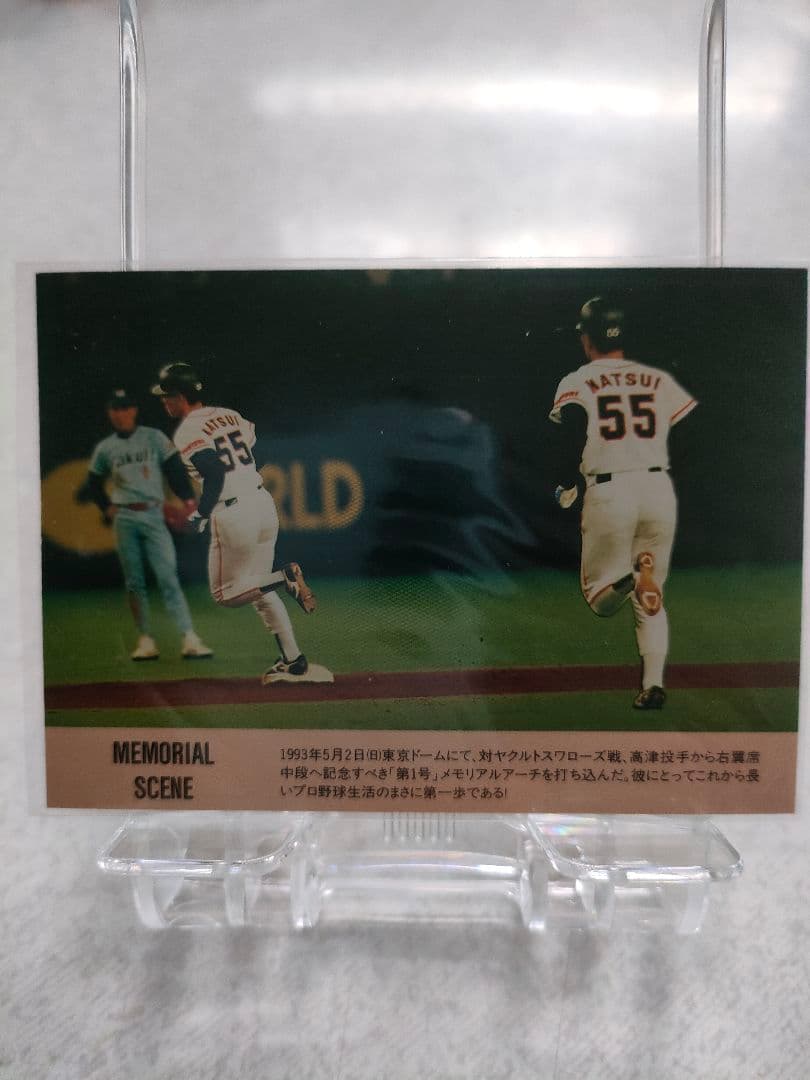 55
MATSUI
55
MATSUI
55
Yakult
RLD
MEMORIAL
SCENE
1993年5月2日(日)東京ドームにて、対ヤクルトスワローズ戦、高津投手から右翼席
中段へ記念すべき「第1号」メモリアルアーチを打ち込んだ。彼にとってこれから長
いプロ野球生活のまさに第一歩である!